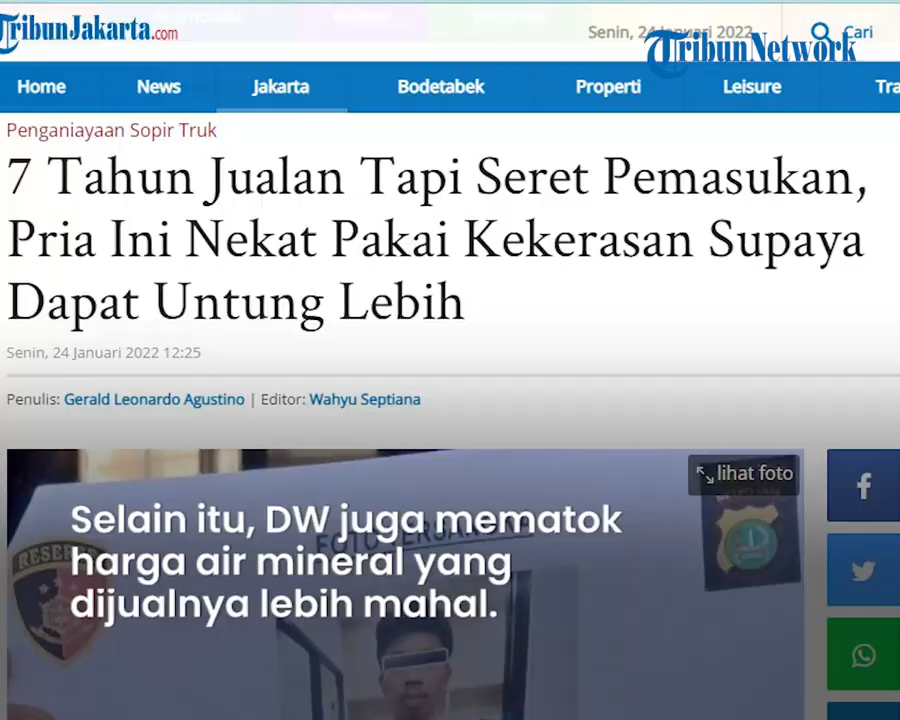 TribunJakarta.com
Senin, 24 Januari 2022
Cari
TribunNetwork
Home News Jakarta Bodetabek Properti Leisure Tra
Penganiayaan Sopir Truk
7 Tahun Jualan Tapi Seret Pemasukan,
Pria Ini Nekat Pakai Kekerasan Supaya
Dapat Untung Lebih
Senin, 24 Januari 2022 12:25
Penulis: Gerald Leonardo Agustino | Editor: Wahyu Septiana
lihat foto
Selain itu, DW juga mematok
harga air mineral yang
dijualnya lebih mahal.